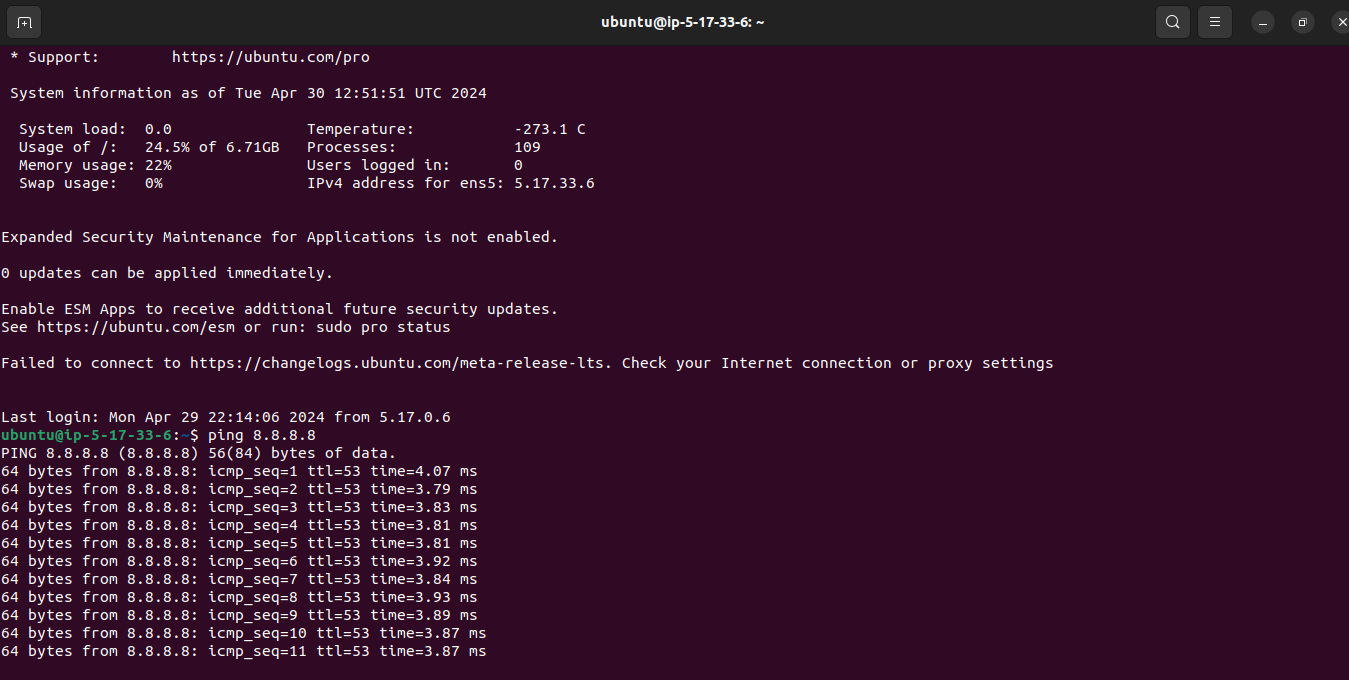 ubuntu@ip-5-17-33-6: ~
* Support:        https://ubuntu.com/pro
System information as of Tue Apr 30 12:51:51 UTC 2024
System load:  0.0               Temperature:           -273.1 C
Usage of /:   24.5% of 6.71GB   Processes:             109
Memory usage: 22%               Users logged in:       0
Swap usage:   0%                IPv4 address for ens5: 5.17.33.6
Expanded Security Maintenance for Applications is not enabled.
0 updates can be applied immediately.
Enable ESM Apps to receive additional future security updates.
See https://ubuntu.com/esm or run: sudo pro status
Failed to connect to https://changelogs.ubuntu.com/meta-release-lts. Check your Internet connection or proxy settings
Last login: Mon Apr 29 22:14:06 2024 from 5.17.0.6
ubuntu@ip-5-17-33-6:~$ ping 8.8.8.8
PING 8.8.8.8 (8.8.8.8) 56(84) bytes of data.
64 bytes from 8.8.8.8: icmp_seq=1 ttl=53 time=4.07 ms
64 bytes from 8.8.8.8: icmp_seq=2 ttl=53 time=3.79 ms
64 bytes from 8.8.8.8: icmp_seq=3 ttl=53 time=3.83 ms
64 bytes from 8.8.8.8: icmp_seq=4 ttl=53 time=3.81 ms
64 bytes from 8.8.8.8: icmp_seq=5 ttl=53 time=3.81 ms
64 bytes from 8.8.8.8: icmp_seq=6 ttl=53 time=3.92 ms
64 bytes from 8.8.8.8: icmp_seq=7 ttl=53 time=3.84 ms
64 bytes from 8.8.8.8: icmp_seq=8 ttl=53 time=3.93 ms
64 bytes from 8.8.8.8: icmp_seq=9 ttl=53 time=3.89 ms
64 bytes from 8.8.8.8: icmp_seq=10 ttl=53 time=3.87 ms
64 bytes from 8.8.8.8: icmp_seq=11 ttl=53 time=3.87 ms